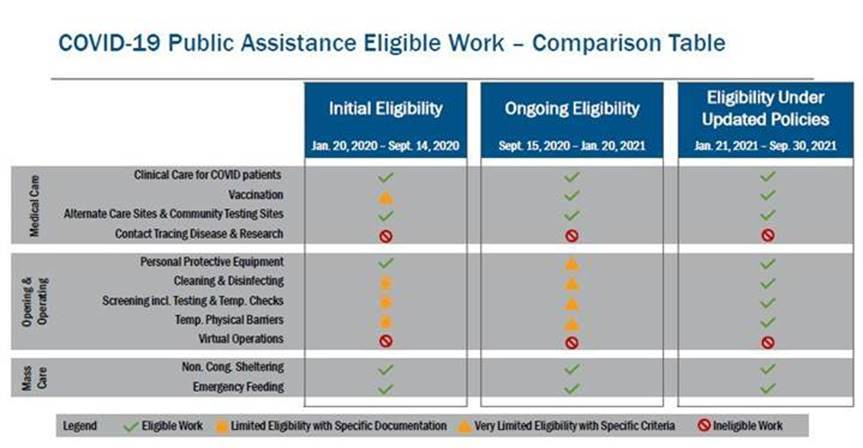 COVID-19 Public Assistance Eligible Work – Comparison Table
Initial Eligibility
Jan. 20, 2020 – Sept. 14, 2020
Ongoing Eligibility
Sept. 15, 2020 – Jan. 20, 2021
Eligibility Under
Updated Policies
Jan. 21, 2021 – Sep. 30, 2021
Medical Care
Clinical Care for COVID patients
Vaccination
Alternate Care Sites & Community Testing Sites
Contact Tracing Disease & Research
Opening &
Operating
Personal Protective Equipment
Cleaning & Disinfecting
Screening incl. Testing & Temp. Checks
Temp. Physical Barriers
Virtual Operations
Mass
Care
Non. Cong. Sheltering
Emergency Feeding
Legend
Eligible Work
Limited Eligibility with Specific Documentation
Very Limited Eligibility with Specific Criteria
Ineligible Work